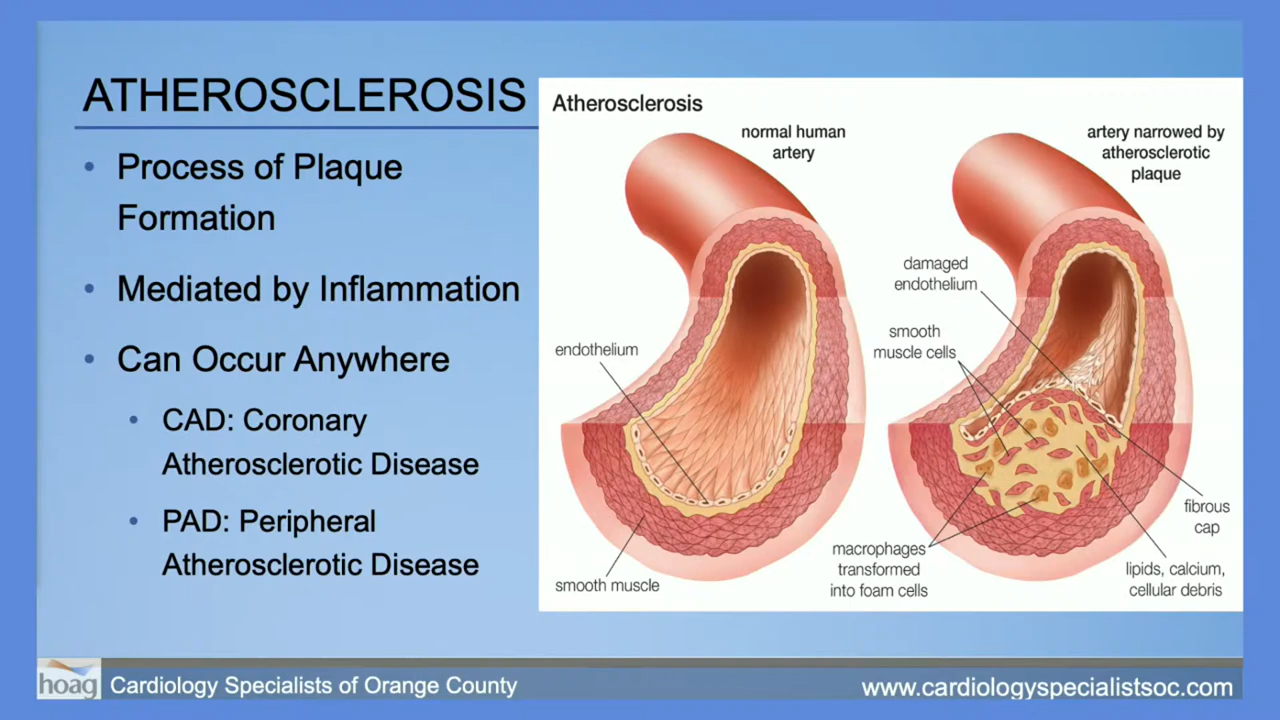 ATHEROSCLEROSIS
• Process of Plaque
Formation
• Mediated by Inflammation
• Can Occur Anywhere
• CAD: Coronary
Atherosclerotic Disease
• PAD: Peripheral
Atherosclerotic Disease
Atherosclerosis
normal human
artery
endothelium
smooth muscle
artery narrowed by
atherosclerotic
plaque
damaged
endothelium
smooth
muscle cells
macrophages
transformed
into foam cells
fibrous
cap
lipids, calcium,
cellular debris
hoag
Cardiology Specialists of Orange County
www.cardiologyspecialistsoc.com